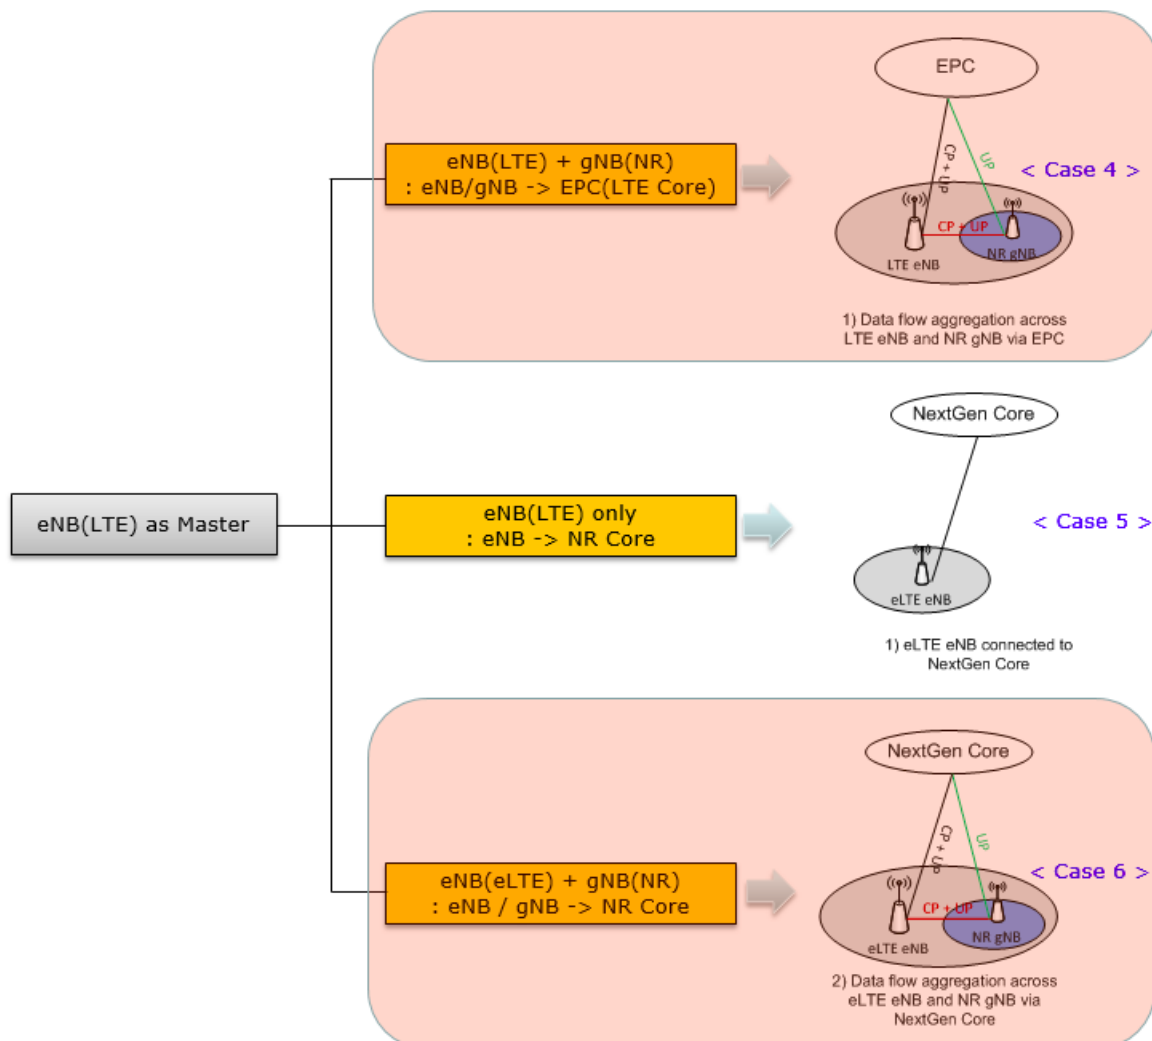 EPC
eNB(LTE) + gNB(NR)
: eNB/gNB -> EPC(LTE Core)
CP + UP
UP
< Case 4 >
CP + UP
LTE eNB
NR gNB
1) Data flow aggregation across
LTE eNB and NR gNB via EPC
NextGen Core
eNB(LTE) as Master
eNB(LTE) only
: eNB -> NR Core
< Case 5 >
eLTE eNB
1) eLTE eNB connected to
NextGen Core
NextGen Core
CP + UP
UP
eNB(eLTE) + gNB(NR)
: eNB / gNB -> NR Core
< Case 6 >
CP + UP
eLTE eNB
NR gNB
2) Data flow aggregation across
eLTE eNB and NR gNB via
NextGen Core